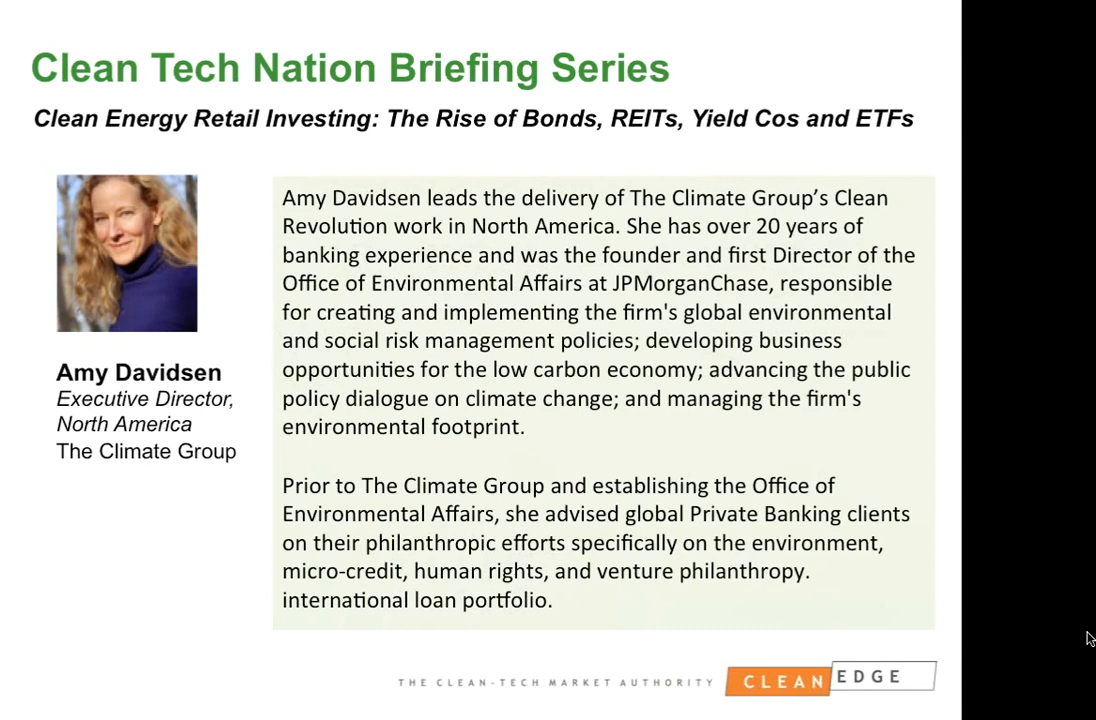 Clean Tech Nation Briefing Series
Clean Energy Retail Investing: The Rise of Bonds, REITs, Yield Cos and ETFs
Amy Davidsen
Executive Director,
North America
The Climate Group
Amy Davidsen leads the delivery of The Climate Group’s Clean
Revolution work in North America. She has over 20 years of
banking experience and was the founder and first Director of the
Office of Environmental Affairs at JPMorganChase, responsible
for creating and implementing the firm's global environmental
and social risk management policies; developing business
opportunities for the low carbon economy; advancing the public
policy dialogue on climate change; and managing the firm's
environmental footprint.
Prior to The Climate Group and establishing the Office of
Environmental Affairs, she advised global Private Banking clients
on their philanthropic efforts specifically on the environment,
micro-credit, human rights, and venture philanthropy.
international loan portfolio.
THE CLEAN-TECH MARKET AUTHORITY
CLEAN EDGE